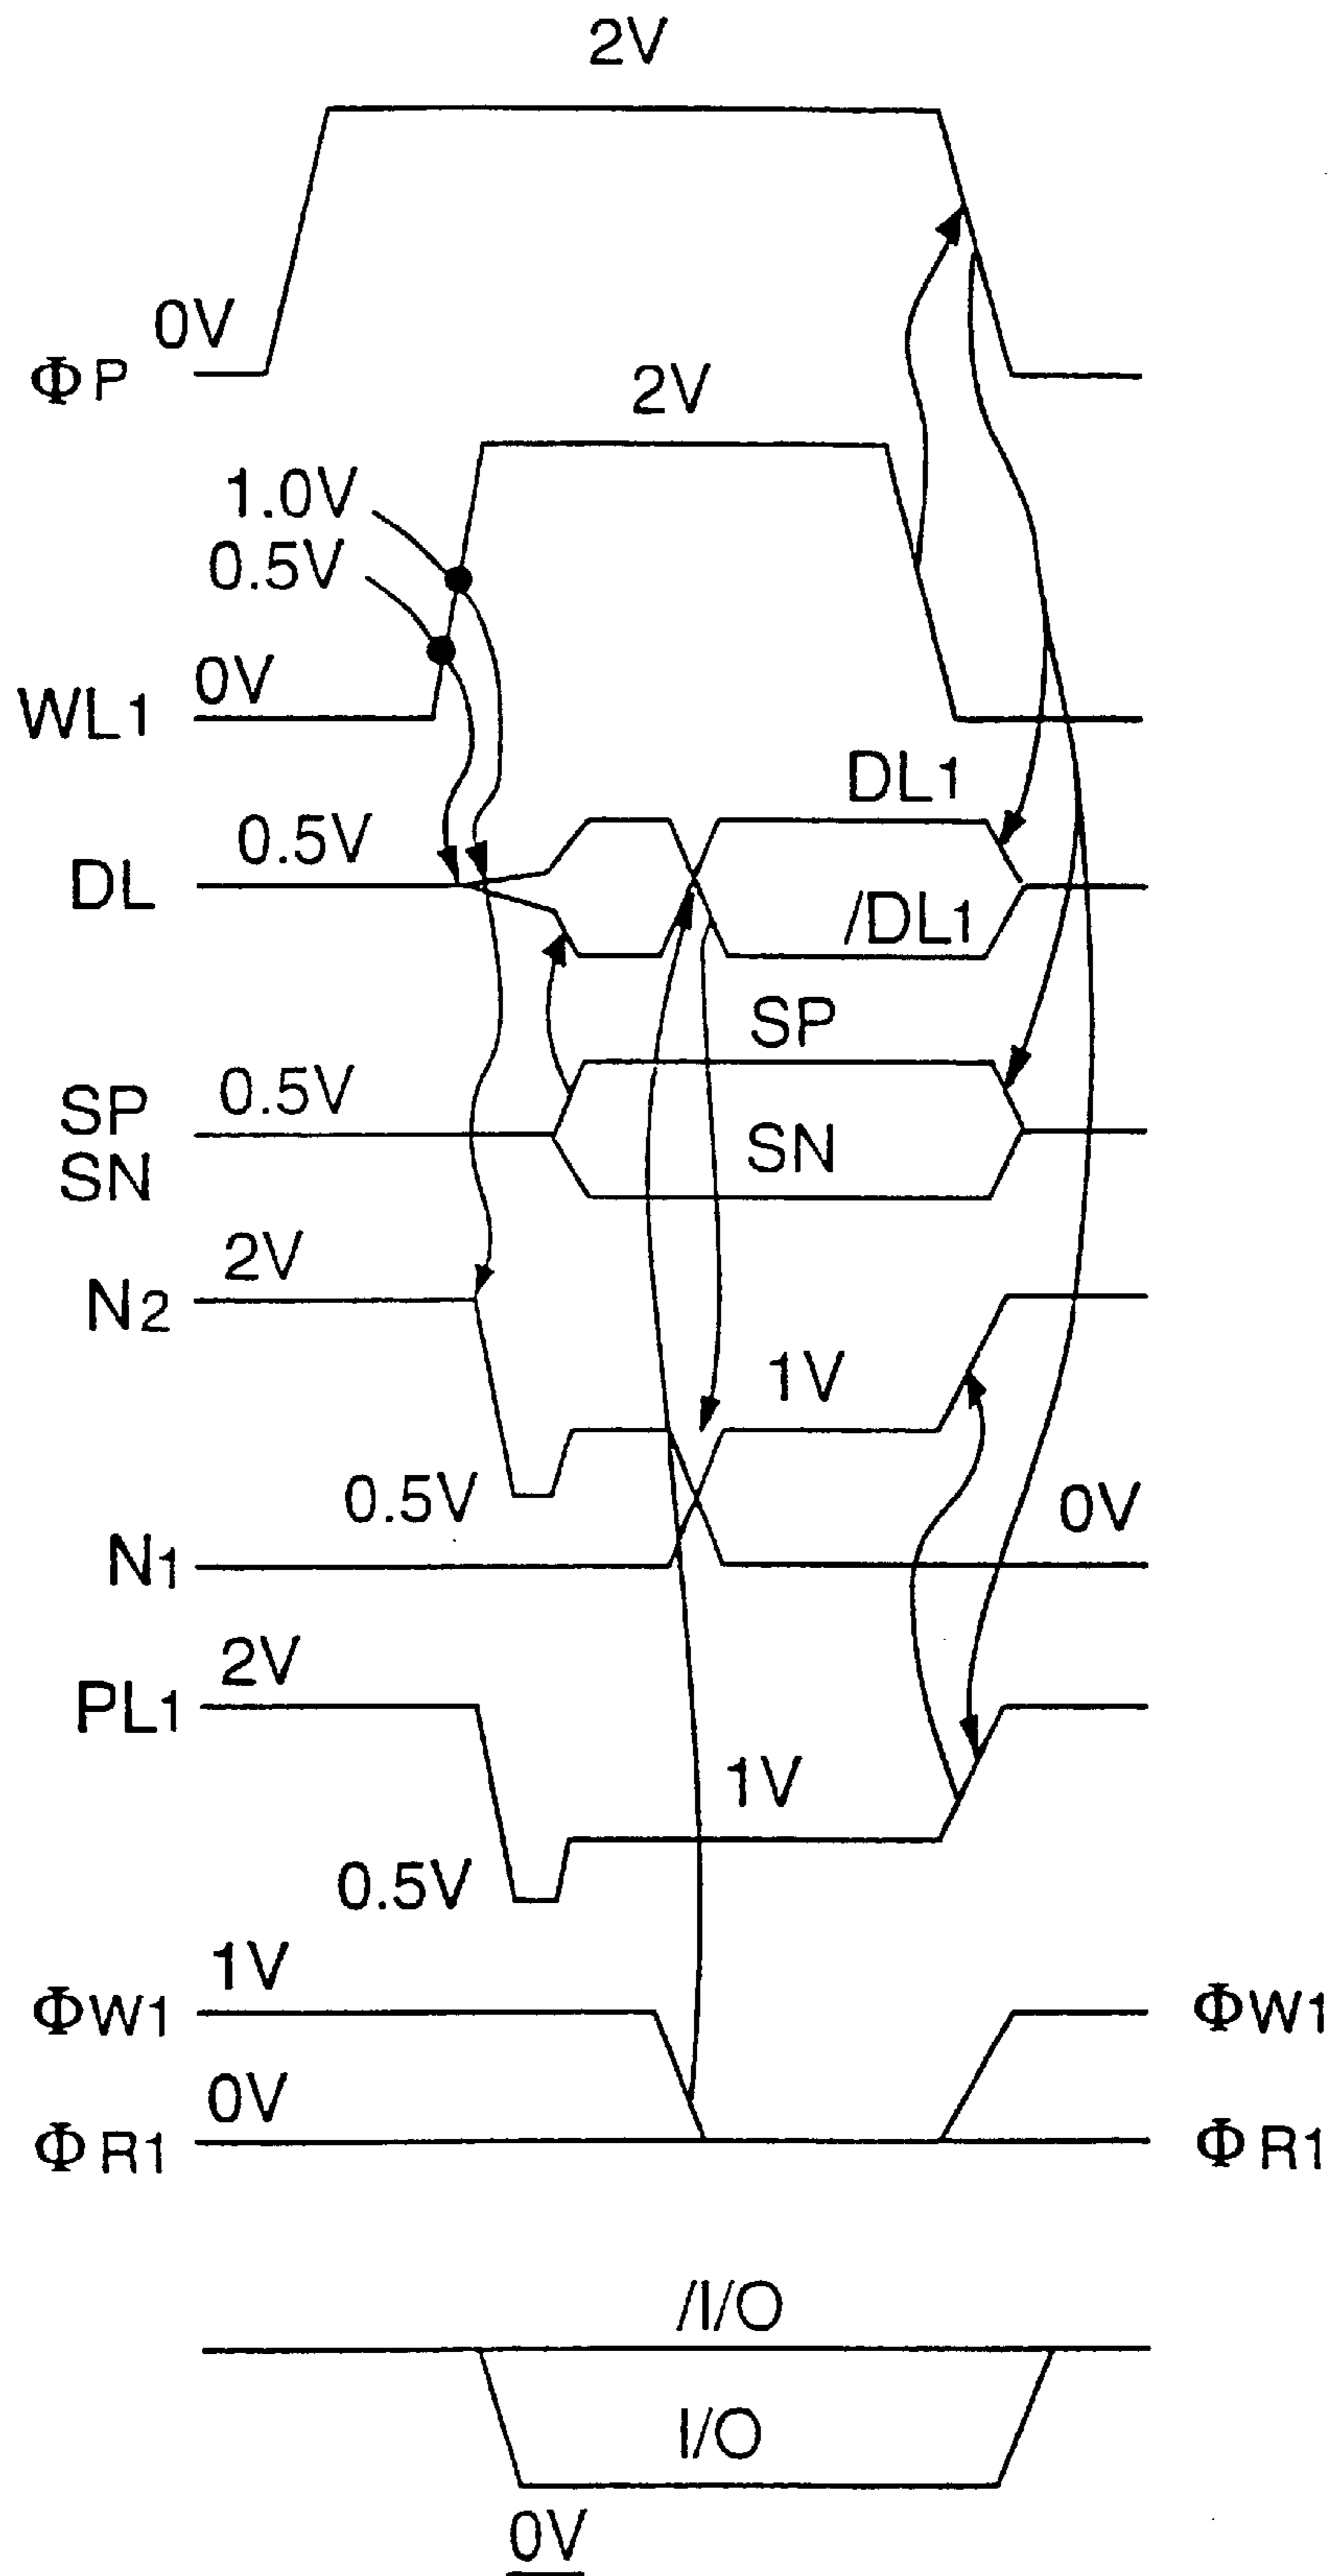 2V
0V
ΦP
2V
1.0V
0.5V
0V
WL1
DL1
0.5V
DL
/DL1
SP
0.5V
SP
SN
SN
2V
N2
1V
0.5V
0V
N1
2V
PL1
1V
0.5V
1V
ΦW1 ΦW1
0V
ΦR1 ΦR1
/I/O
I/O
0V